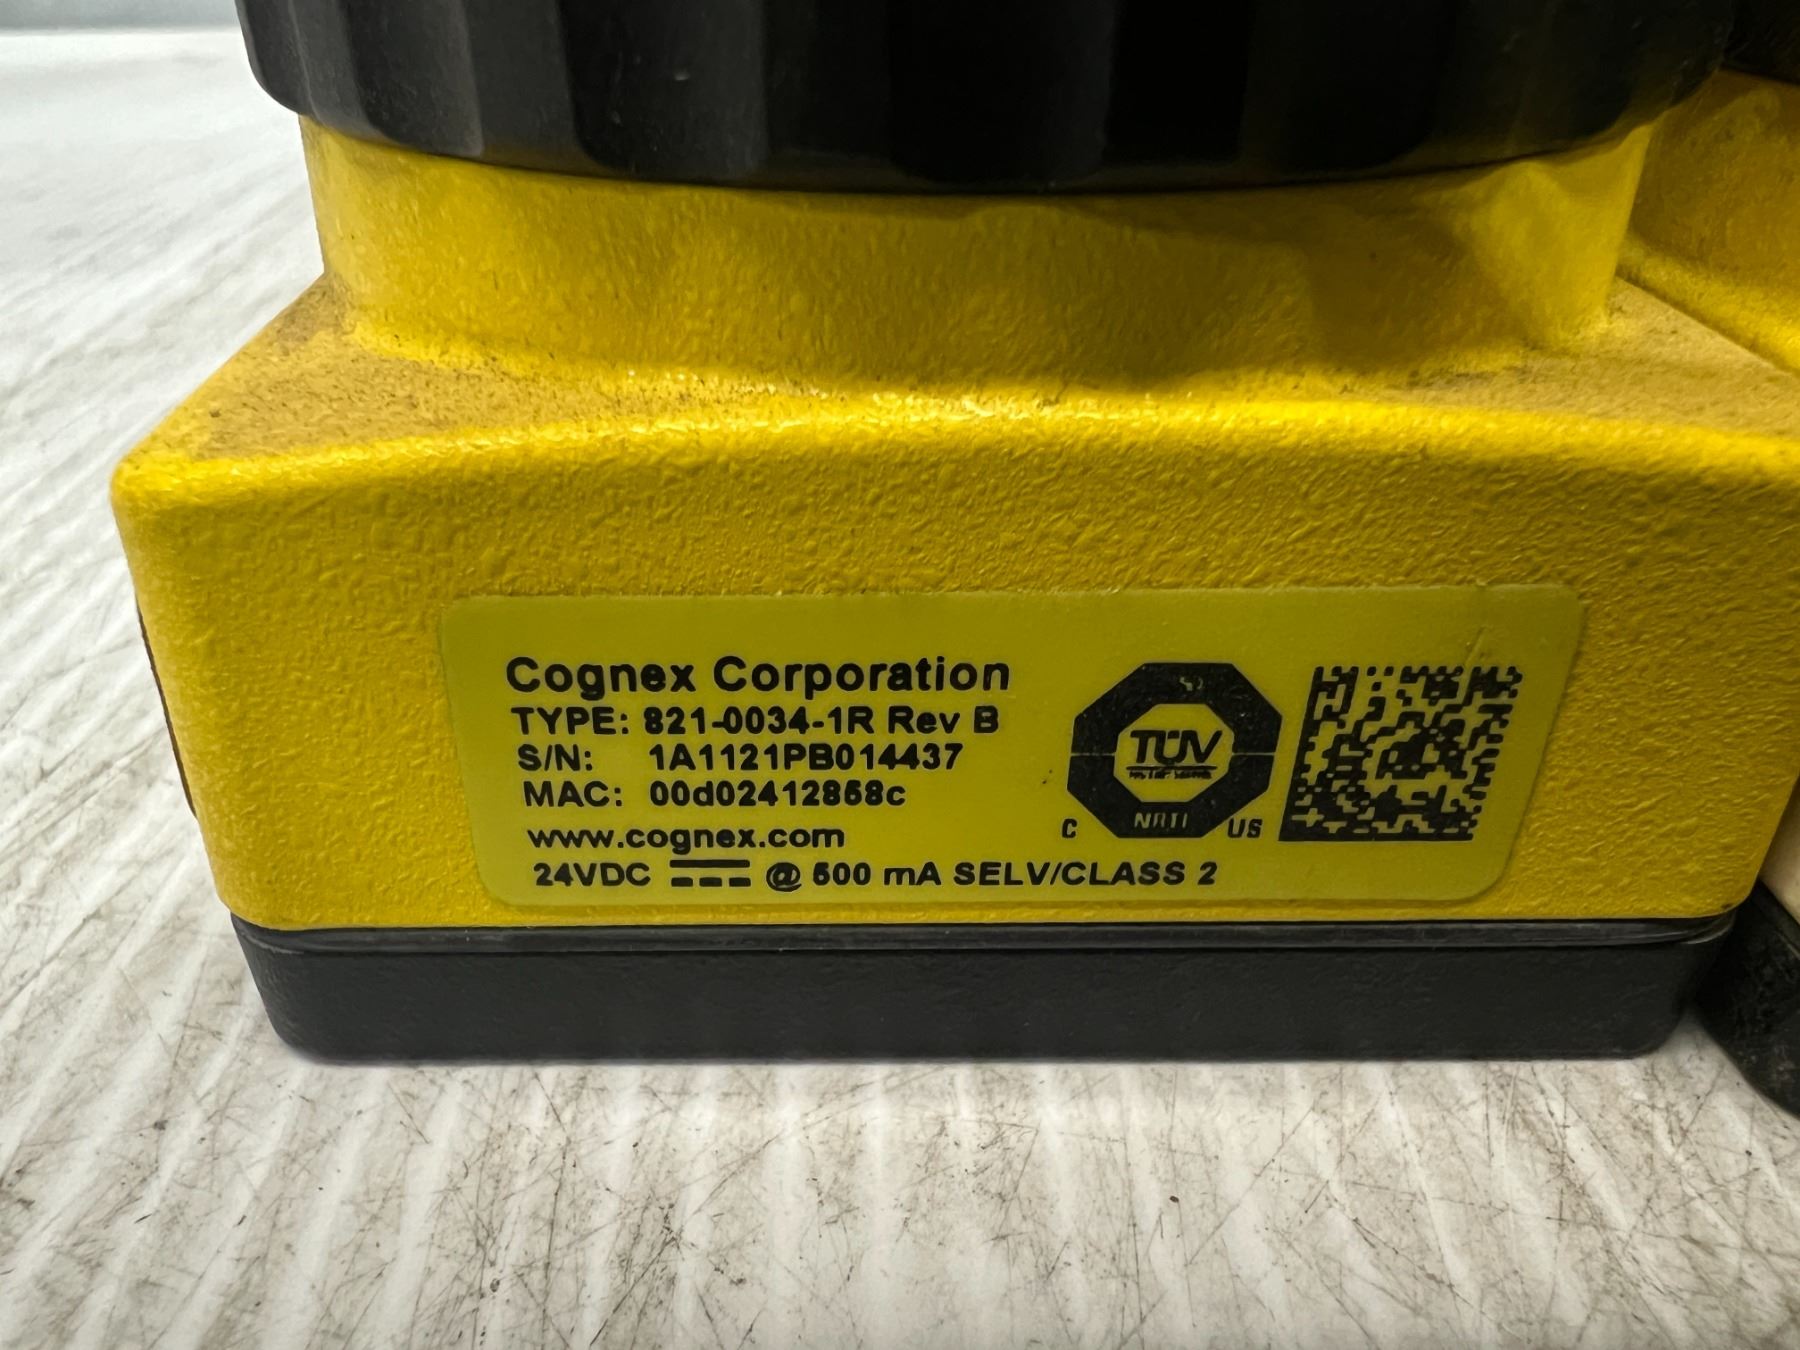 Cognex Corporation
TYPE: 821-0034-1R Rev B
S/N: 1A1121PB014437
MAC: 00d02412858c
www.cognex.com
24VDC @ 500 mA SELV/CLASS 2
TÜV
NRTL
C US